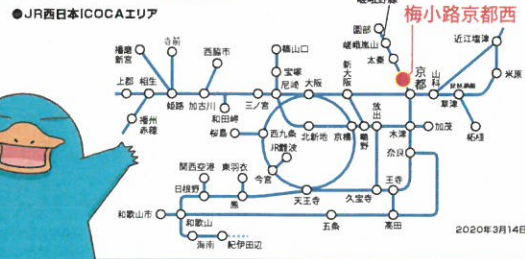 ●JR西日本ICOCAエリア
嵯峨野線
梅小路京都西
園部
嵯峨嵐山
太秦
近江塩津
播磨
新宮
寺前
西脇市
篠山口
宝塚
尼崎
大阪
新大阪
京都
山科
草津
米原
上郡
相生
姫路
加古川
三ノ宮
和田岬
播州
赤穂
桜島
西九条
北新地
京橋
鴫野
放出
木津
加茂
柘植
JR難波
今宮
奈良
関西空港
東羽衣
日根野
鳳
天王寺
久宝寺
王寺
和歌山市
和歌山
五条
高田
海南
紀伊田辺
2020年3月14日